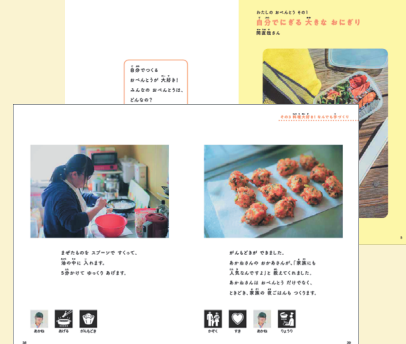 わたしの おべんとう その1
自分でにぎる 大きな おにぎり
自分でつくる
おべんとうが 大好き!
みんなの おべんとうは、
どんなの?
まぜたものを スプーンで すくって、
油の中に 入れます。
5分かけて ゆっくり あげます。
がんもどきが できました。
あかねさんの おかあさんが、「家族にも
人気なんですよ」と 教えてくれました。
あかねさんは おべんとう だけでなく、
ときどき、家族の 夜ごはんも つくります。
あかね
あげる
がんもどき
かぞく
すき
あかね
りょうり